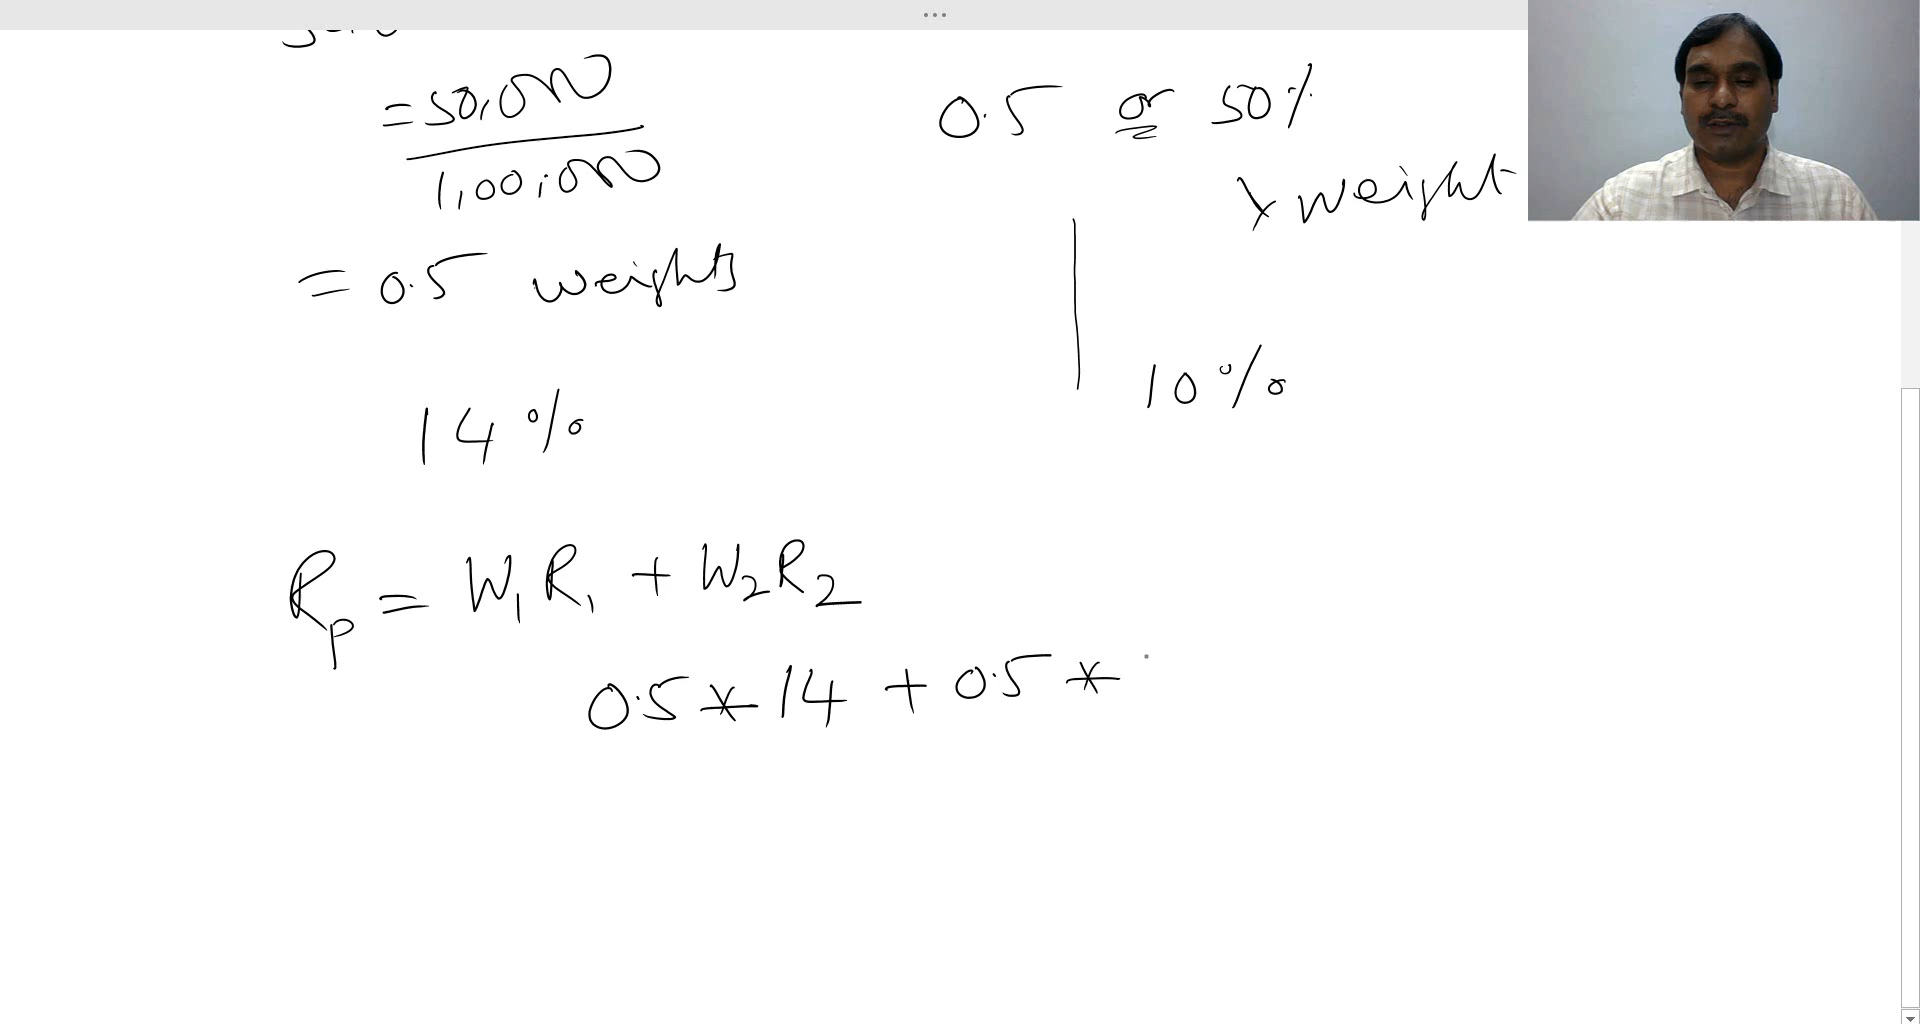 = 50,000
1,00,000
0.5 or 50%
weight
= 0.5 weights
14%
10%
Rp = W1R1 + W2R2
0.5 * 14 + 0.5 *